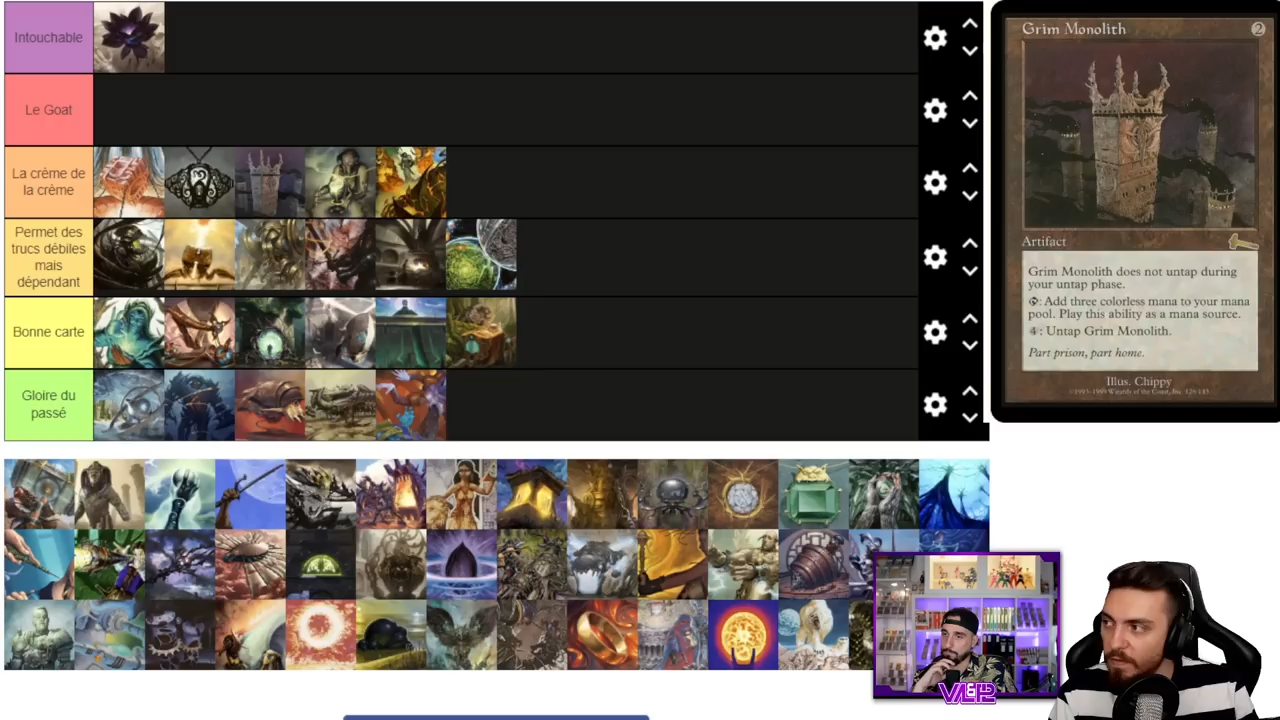 Intouchable
Le Goat
La crème de
la crème
Permet des
trucs débiles
mais
dépendant
Bonne carte
Gloire du
passé
Grim Monolith 2
Artifact
Grim Monolith does not untap during
your untap phase.
: Add three colorless mana to your mana
pool. Play this ability as a mana source.
4: Untap Grim Monolith.
Part prison, part home.
Illus. Chippy